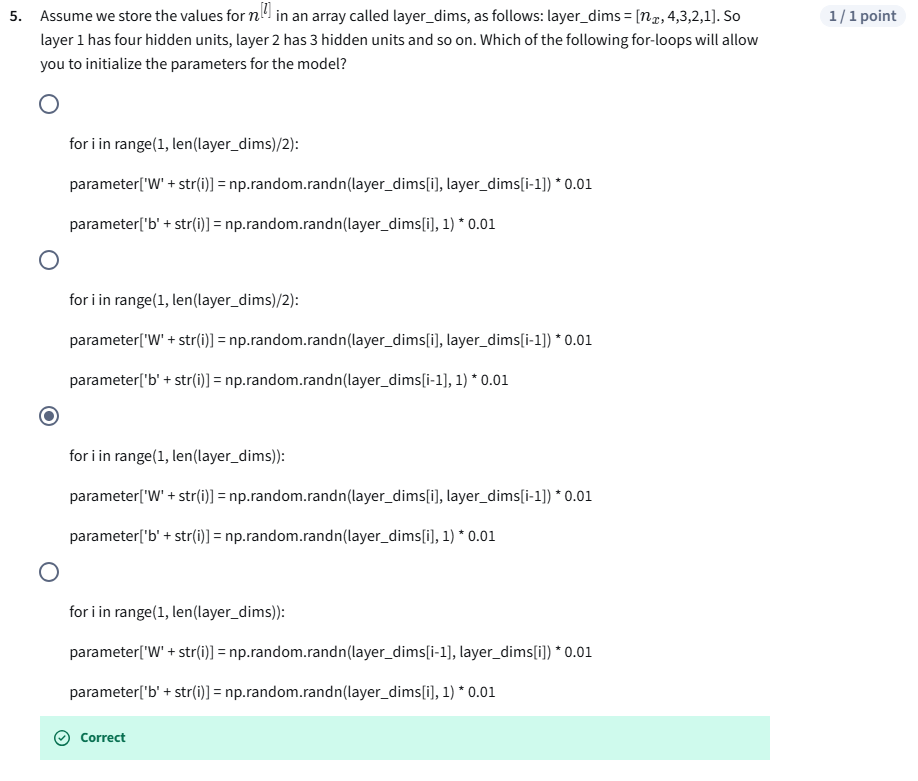 5. Assume we store the values for n^[l] in an array called layer_dims, as follows: layer_dims = [n_x, 4,3,2,1]. So 1 / 1 point
layer 1 has four hidden units, layer 2 has 3 hidden units and so on. Which of the following for-loops will allow
you to initialize the parameters for the model?
for i in range(1, len(layer_dims)/2):
parameter['W' + str(i)] = np.random.randn(layer_dims[i], layer_dims[i-1]) * 0.01
parameter['b' + str(i)] = np.random.randn(layer_dims[i], 1) * 0.01
for i in range(1, len(layer_dims)/2):
parameter['W' + str(i)] = np.random.randn(layer_dims[i], layer_dims[i-1]) * 0.01
parameter['b' + str(i)] = np.random.randn(layer_dims[i-1], 1) * 0.01
for i in range(1, len(layer_dims)):
parameter['W' + str(i)] = np.random.randn(layer_dims[i], layer_dims[i-1]) * 0.01
parameter['b' + str(i)] = np.random.randn(layer_dims[i], 1) * 0.01
for i in range(1, len(layer_dims)):
parameter['W' + str(i)] = np.random.randn(layer_dims[i-1], layer_dims[i]) * 0.01
parameter['b' + str(i)] = np.random.randn(layer_dims[i], 1) * 0.01
Correct